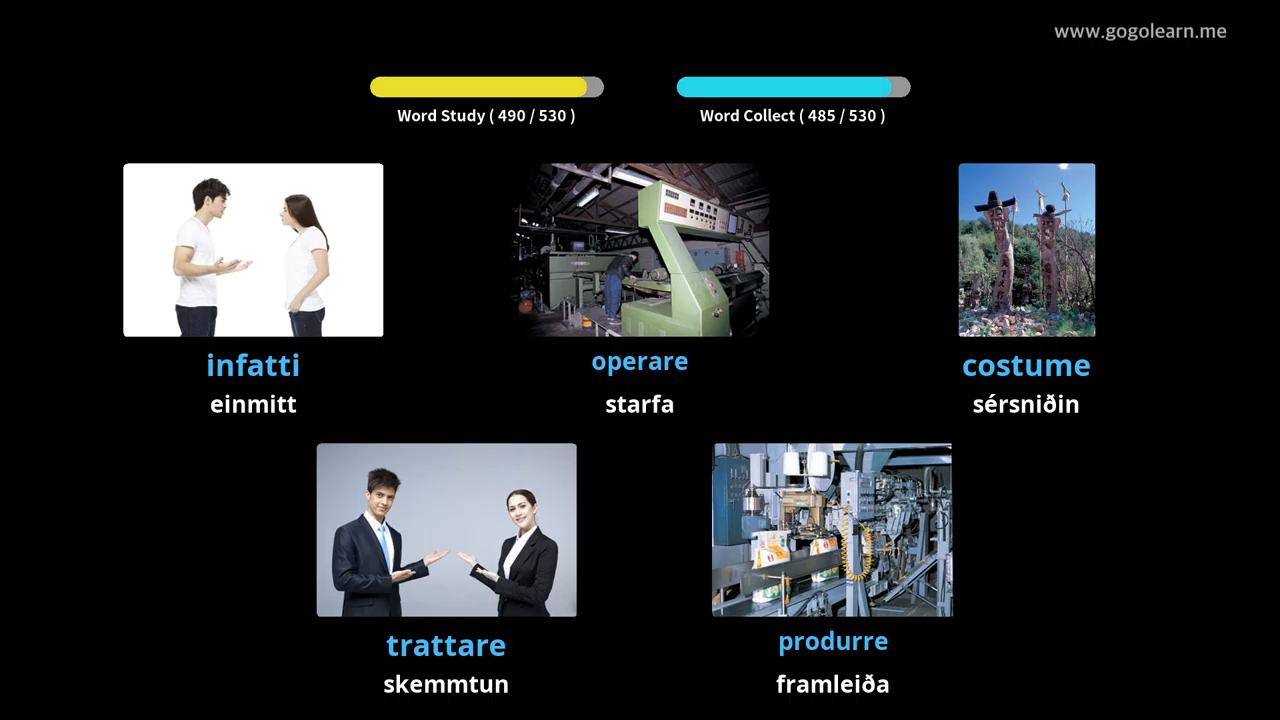 www.gogolearn.me
Word Study ( 490 / 530 )
Word Collect ( 485 / 530 )
infatti
einmitt
operare
starfa
costume
sérsniðin
trattare
skemmtun
produrre
framleiða